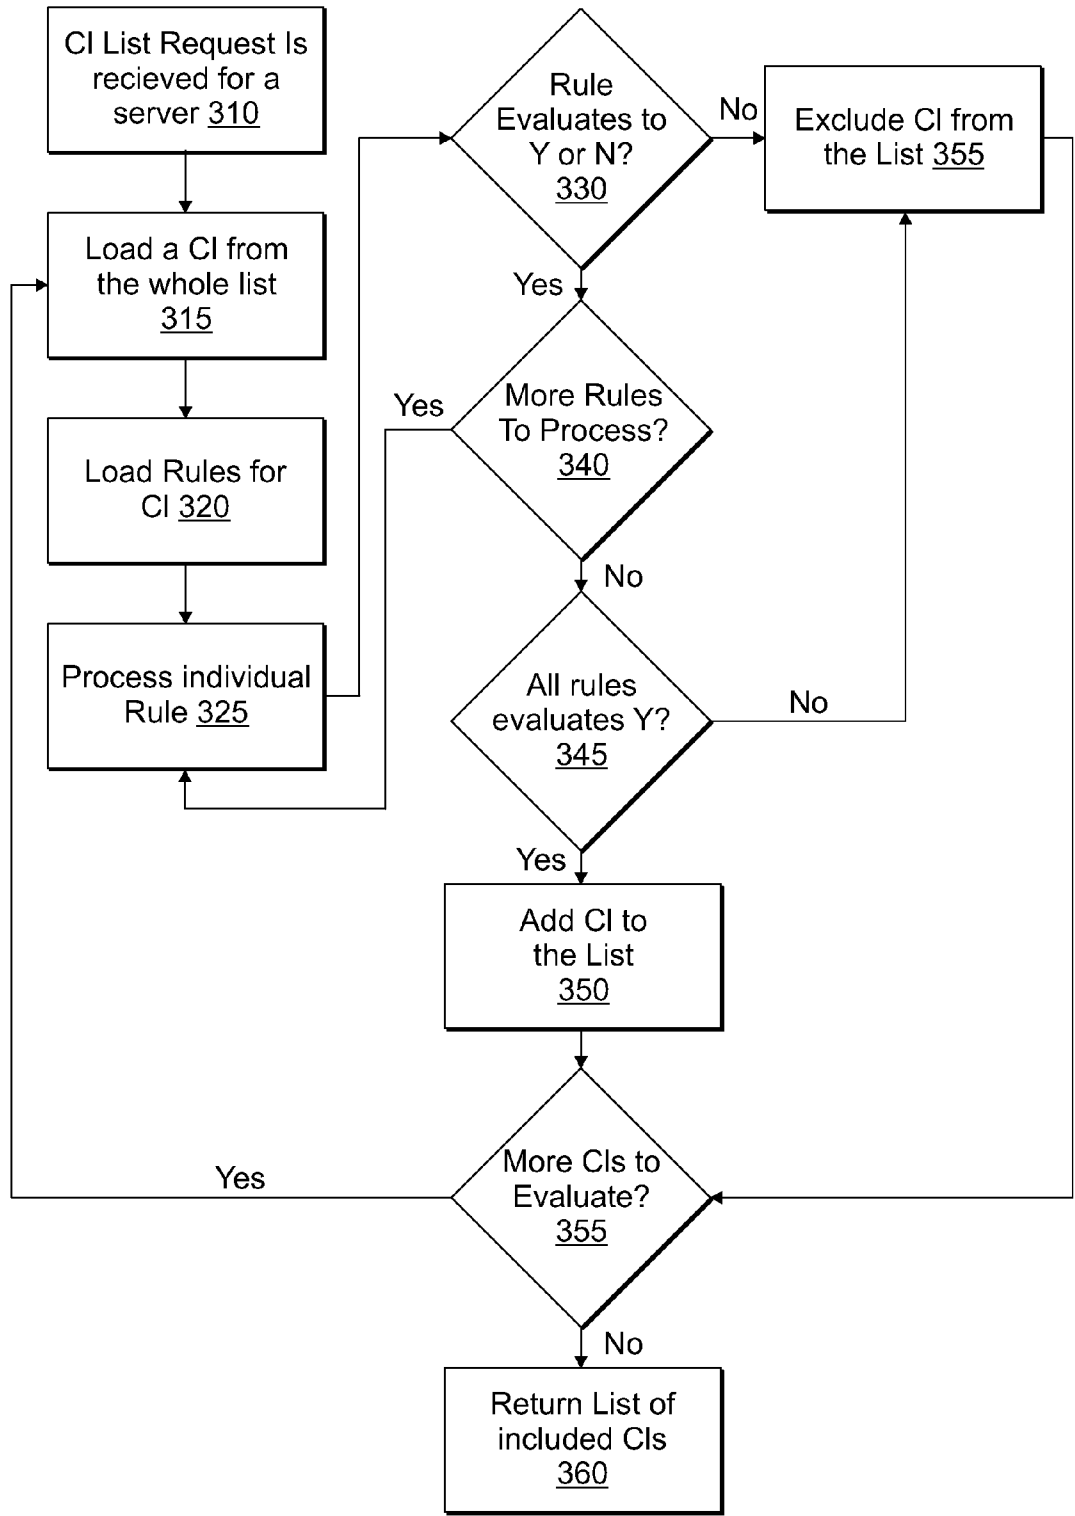 CI List Request Is
recieved for a
server 310
Load a CI from
the whole list
315
Load Rules for
CI 320
Process individual
Rule 325
Rule
Evaluates to
Y or N?
330
No
Exclude CI from
the List 355
Yes
More Rules
To Process?
340
Yes
No
All rules
evaluates Y?
345
No
Yes
Add CI to
the List
350
More CIs to
Evaluate?
355
Yes
No
Return List of
included CIs
360